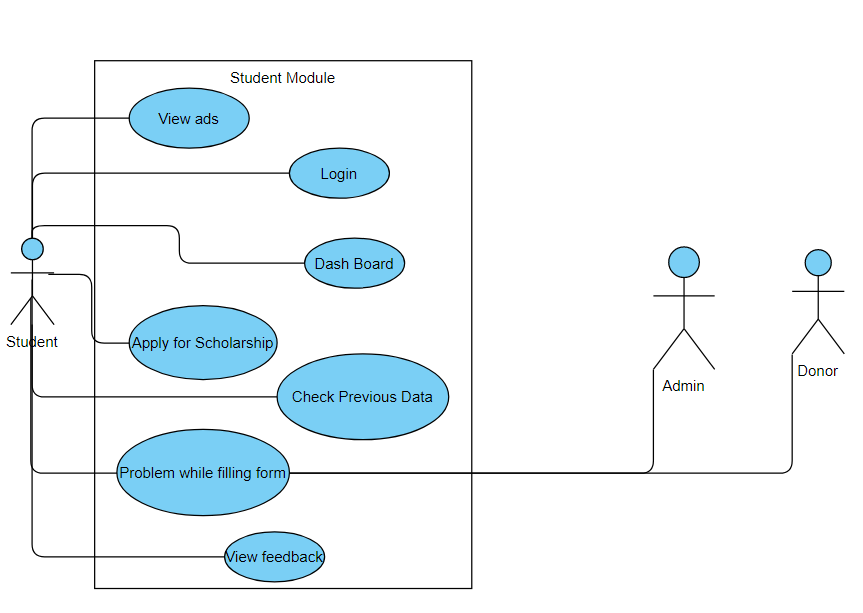 Student Module
View ads
Login
Dash Board
Apply for Scholarship
Student
Check Previous Data
Admin
Donor
Problem while filling form
View feedback